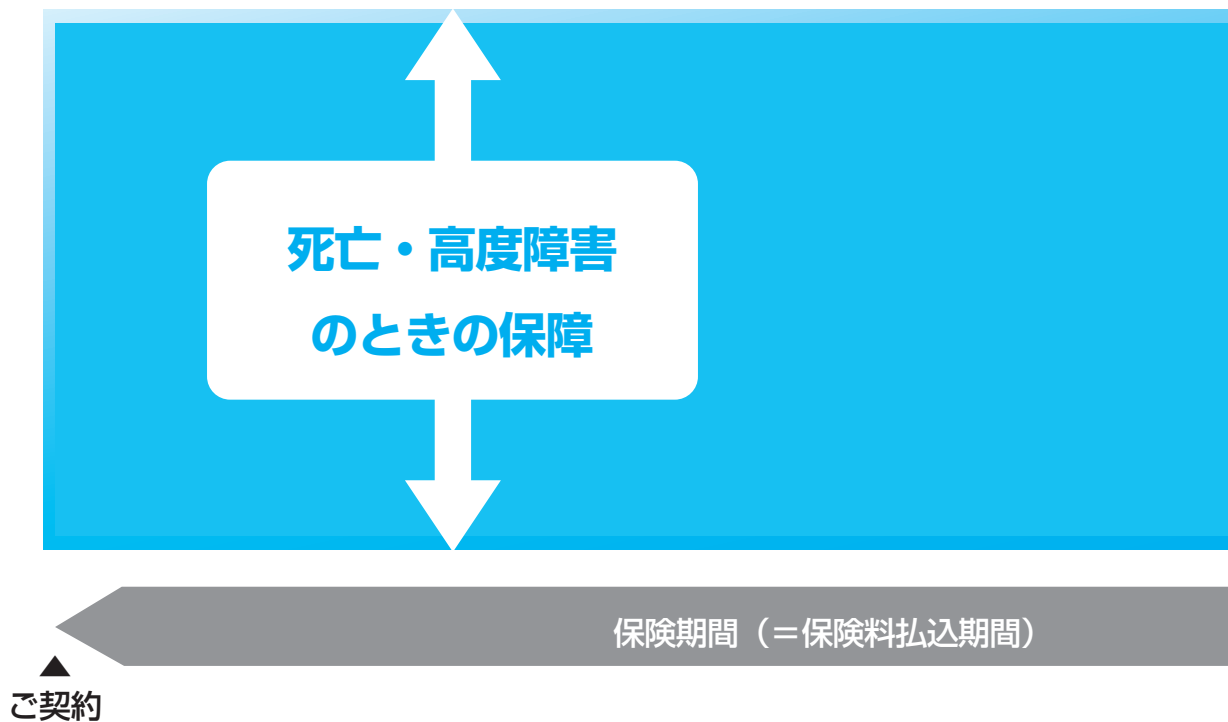 死亡・高度障害
のときの保障
保険期間（＝保険料払込期間）
ご契約